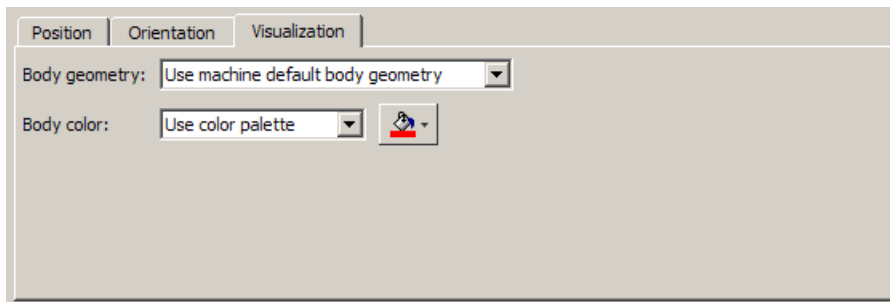 Position Orientation Visualization
Body geometry: Use machine default body geometry
Body color: Use color palette